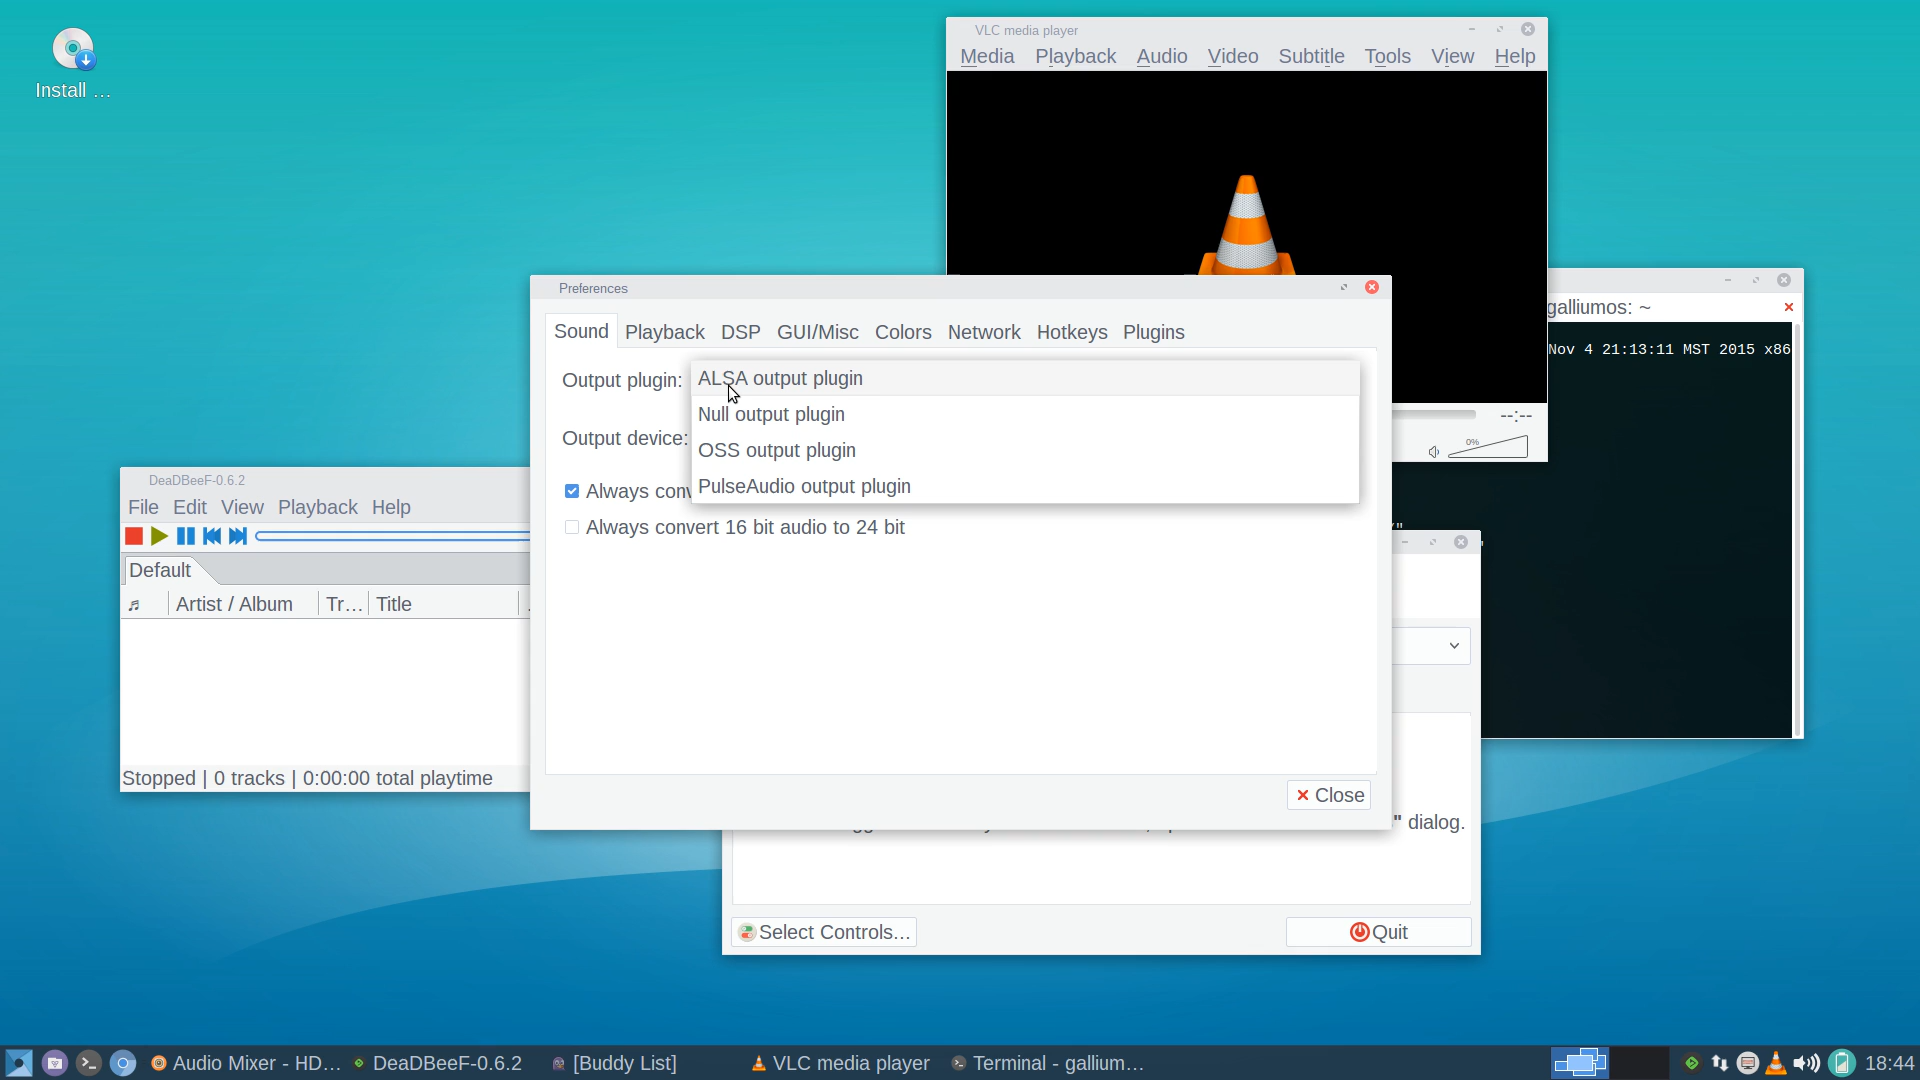 Install ...
VLC media player
Media Playback Audio Video Subtitle Tools View Help
--:--
0%
galliumos: ~
Nov 4 21:13:11 MST 2015 x86
Preferences
Sound Playback DSP GUI/Misc Colors Network Hotkeys Plugins
Output plugin:
ALSA output plugin
Null output plugin
OSS output plugin
PulseAudio output plugin
Output device:
Always conv
Always convert 16 bit audio to 24 bit
Close
DeaDBeeF-0.6.2
File Edit View Playback Help
Default
♬ Artist / Album Tr... Title
Stopped | 0 tracks | 0:00:00 total playtime
" dialog.
Select Controls...
Quit
Audio Mixer - HD... DeaDBeeF-0.6.2 [Buddy List] VLC media player Terminal - gallium... 18:44